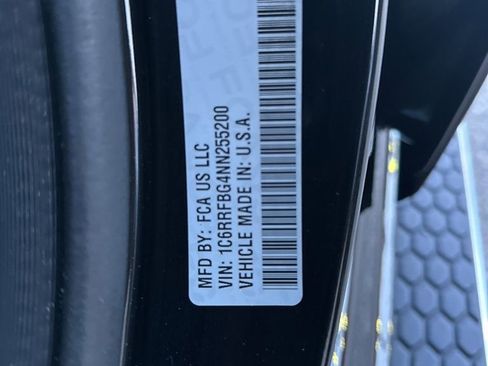 MFD BY: FCA US LLC
VIN: 1C6RRFBG4NN255200
VEHICLE MADE IN: U.S.A.